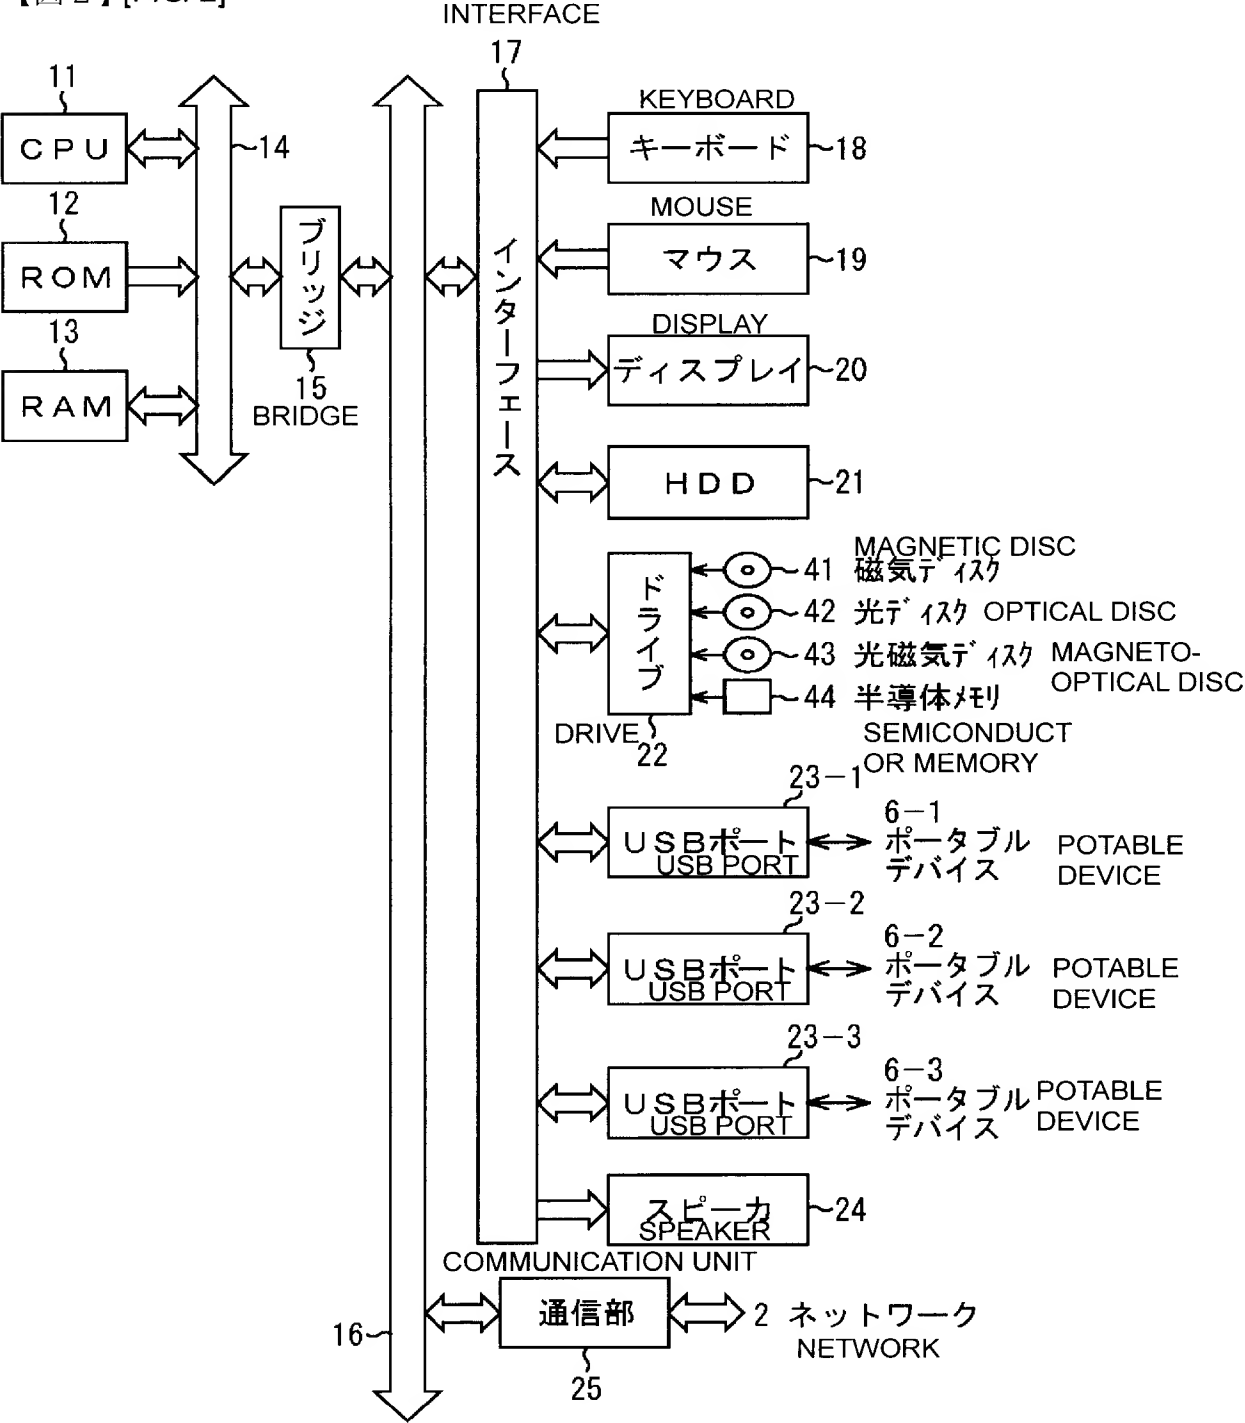 【図2】[FIG. 2]
INTERFACE
17
11
CPU
14
12
ROM
13
RAM
ブリッジ
15
BRIDGE
インターフェース
KEYBOARD
キーボード
18
MOUSE
マウス
19
DISPLAY
ディスプレイ
20
HDD
21
ドライブ
DRIVE
22
41 磁気ディスク
MAGNETIC DISC
42 光ディスク OPTICAL DISC
43 光磁気ディスク MAGNETO-
OPTICAL DISC
44 半導体メモリ
SEMICONDUCT
OR MEMORY
23-1
USBポート
USB PORT
6-1
ポータブル
デバイス
POTABLE
DEVICE
23-2
USBポート
USB PORT
6-2
ポータブル
デバイス
POTABLE
DEVICE
23-3
USBポート
USB PORT
6-3
ポータブル
デバイス
POTABLE
DEVICE
スピーカ
SPEAKER
24
COMMUNICATION UNIT
通信部
25
16
2 ネットワーク
NETWORK